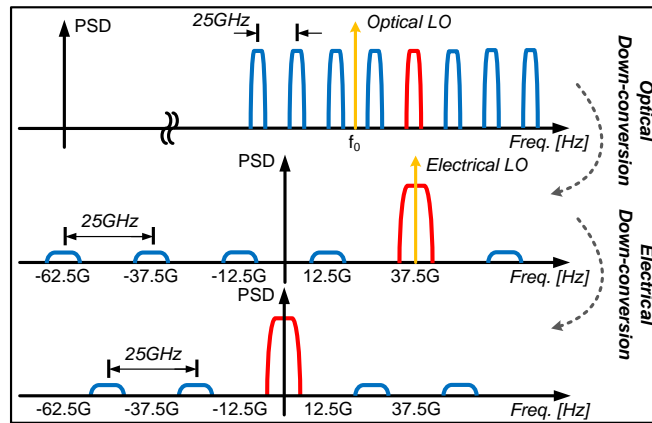 PSD
25GHz
Optical LO
f₀
Freq. [Hz]
Optical
Down-conversion
PSD
Electrical LO
25GHz
-62.5G -37.5G -12.5G 12.5G 37.5G Freq. [Hz]
Electrical
Down-conversion
PSD
25GHz
-62.5G -37.5G -12.5G 12.5G 37.5G Freq. [Hz]